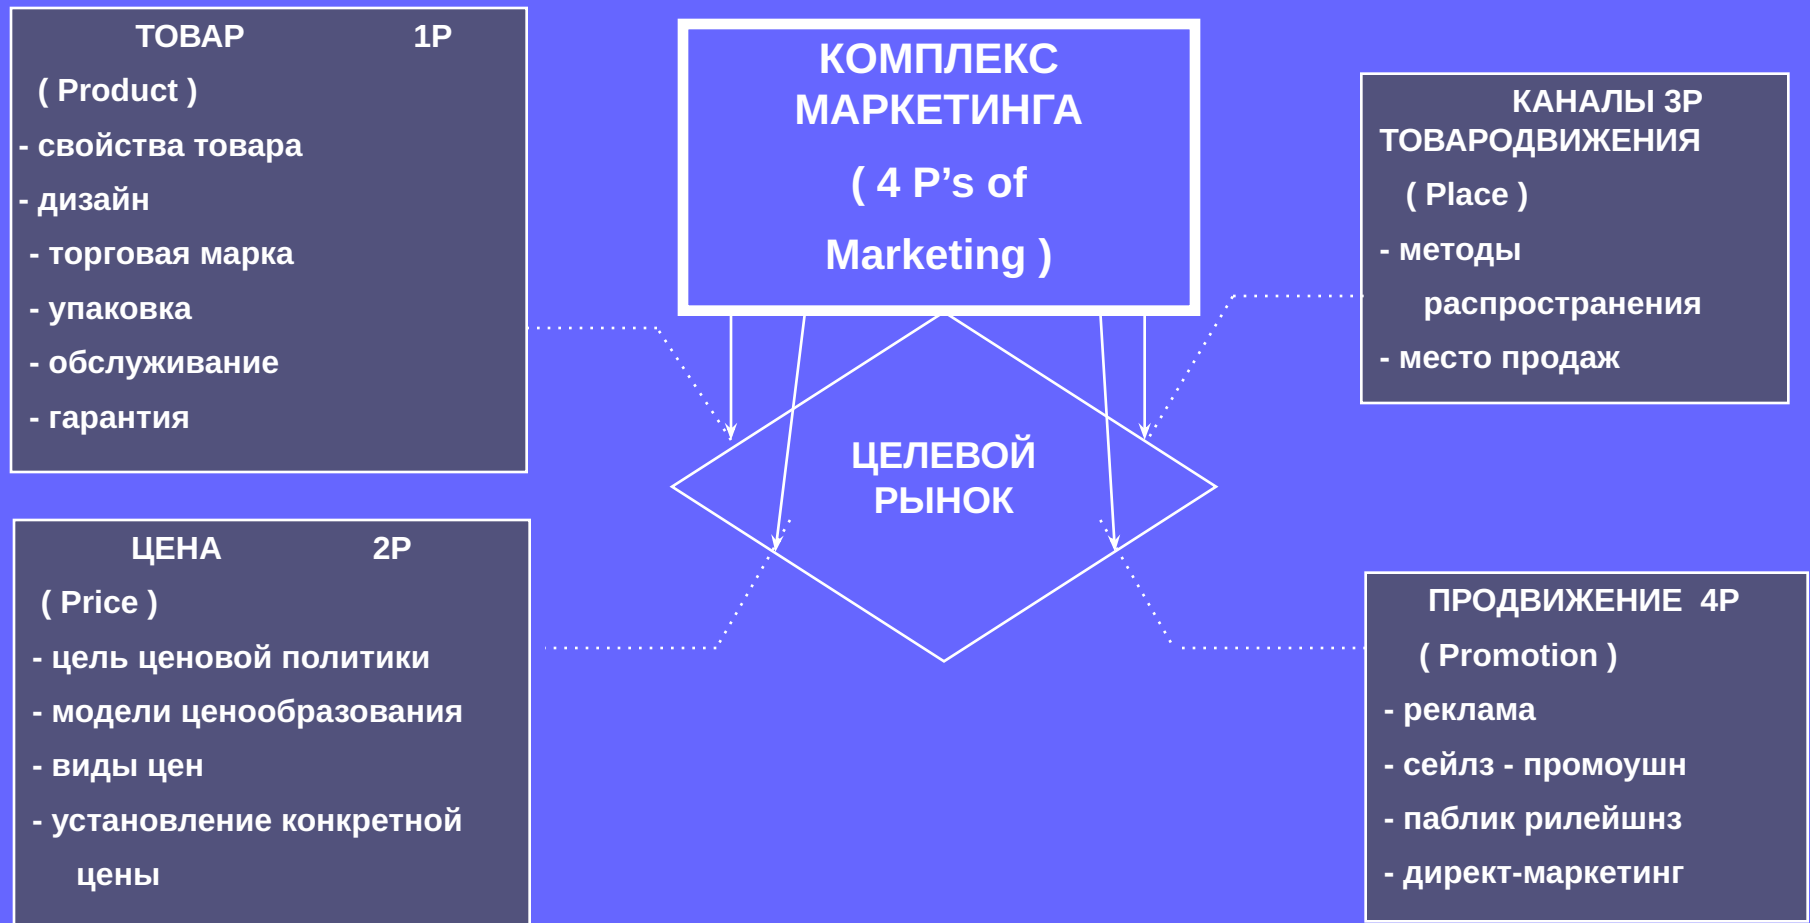 ТОВАР 1P
( Product )
- свойства товара
- дизайн
- торговая марка
- упаковка
- обслуживание
- гарантия
КОМПЛЕКС
МАРКЕТИНГА
( 4 P’s of
Marketing )
КАНАЛЫ 3P
ТОВАРОДВИЖЕНИЯ
( Place )
- методы
распространения
- место продаж
ЦЕЛЕВОЙ
РЫНОК
ЦЕНА 2P
( Price )
- цель ценовой политики
- модели ценообразования
- виды цен
- установление конкретной
цены
ПРОДВИЖЕНИЕ 4P
( Promotion )
- реклама
- сейлз - промоушн
- паблик рилейшнз
- директ-маркетинг